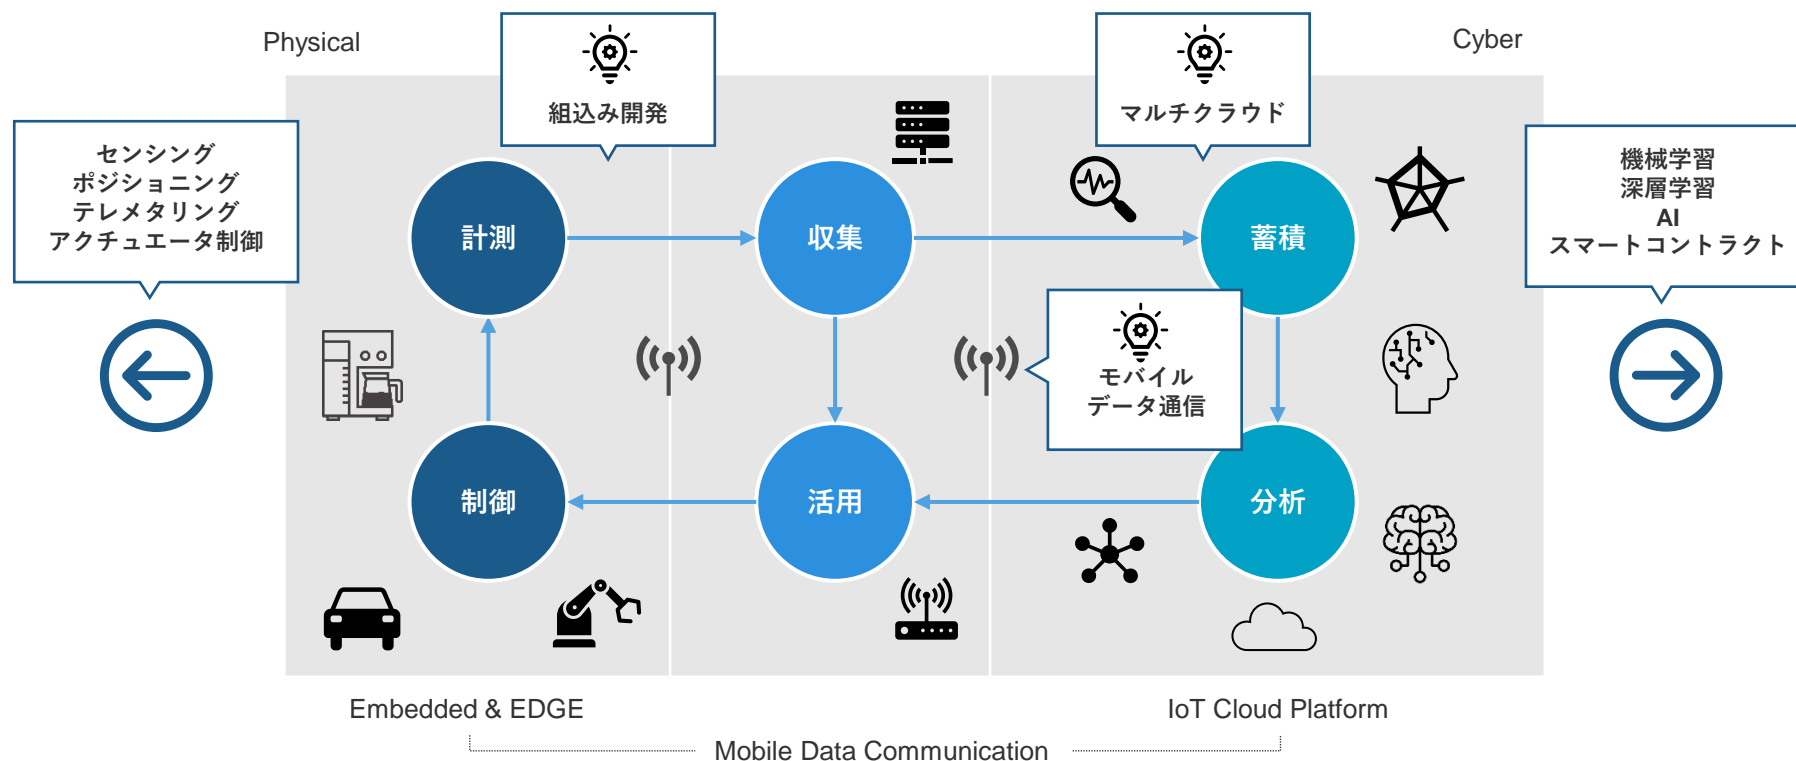 Physical
Cyber
組込み開発
マルチクラウド
センシング
ポジショニング
テレメタリング
アクチュエータ制御
機械学習
深層学習
AI
スマートコントラクト
計測
収集
蓄積
モバイル
データ通信
制御
活用
分析
Embedded & EDGE
IoT Cloud Platform
Mobile Data Communication